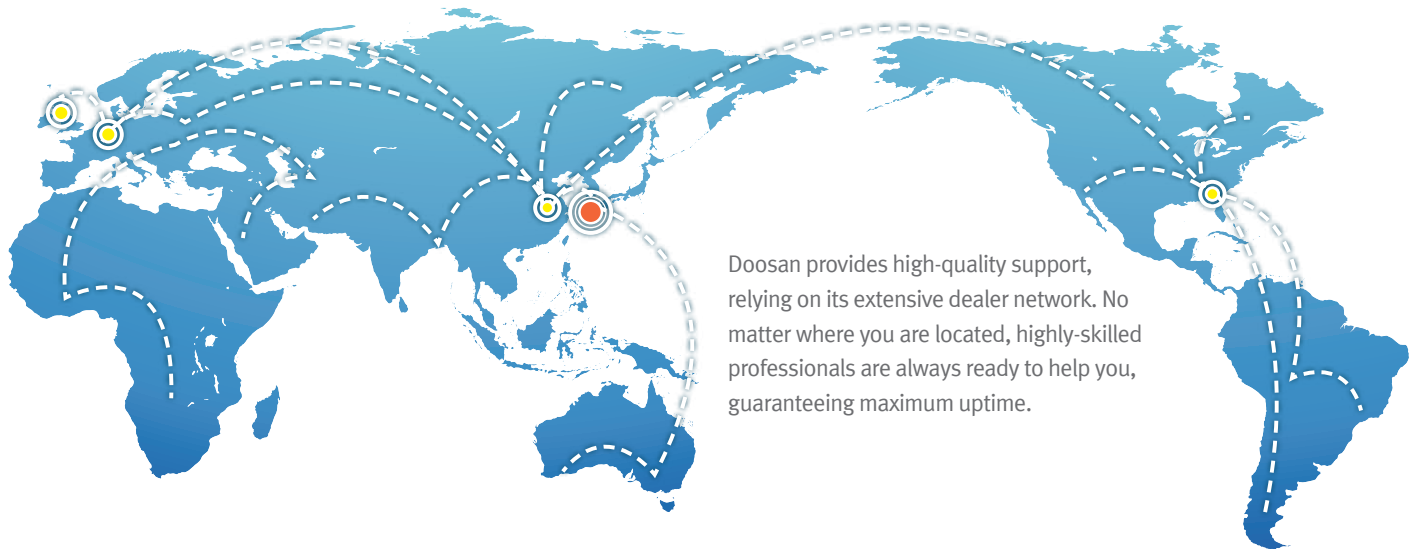 Doosan provides high-quality support,
relying on its extensive dealer network. No
matter where you are located, highly-skilled
professionals are always ready to help you,
guaranteeing maximum uptime.